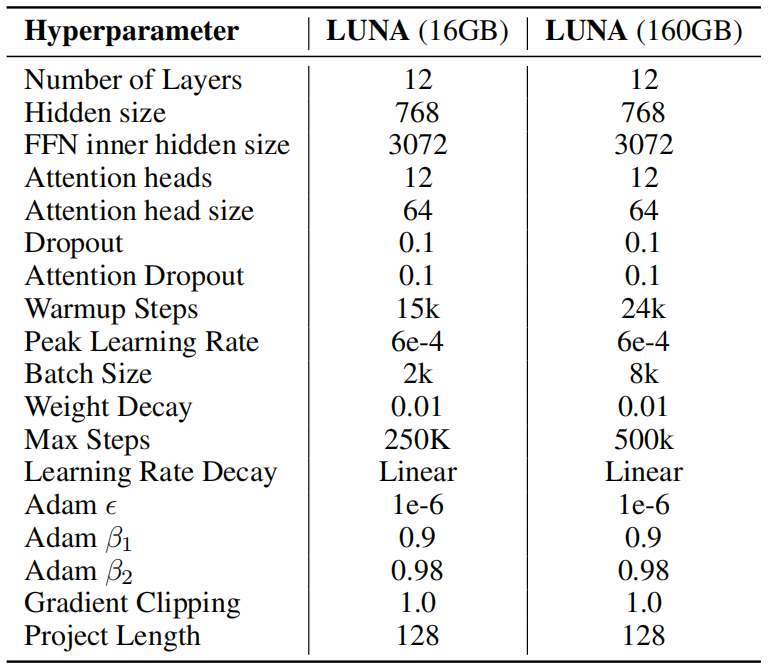 Hyperparameter LUNA (16GB) LUNA (160GB)
Number of Layers 12 12
Hidden size 768 768
FFN inner hidden size 3072 3072
Attention heads 12 12
Attention head size 64 64
Dropout 0.1 0.1
Attention Dropout 0.1 0.1
Warmup Steps 15k 24k
Peak Learning Rate 6e-4 6e-4
Batch Size 2k 8k
Weight Decay 0.01 0.01
Max Steps 250K 500k
Learning Rate Decay Linear Linear
Adam ϵ 1e-6 1e-6
Adam β₁ 0.9 0.9
Adam β₂ 0.98 0.98
Gradient Clipping 1.0 1.0
Project Length 128 128